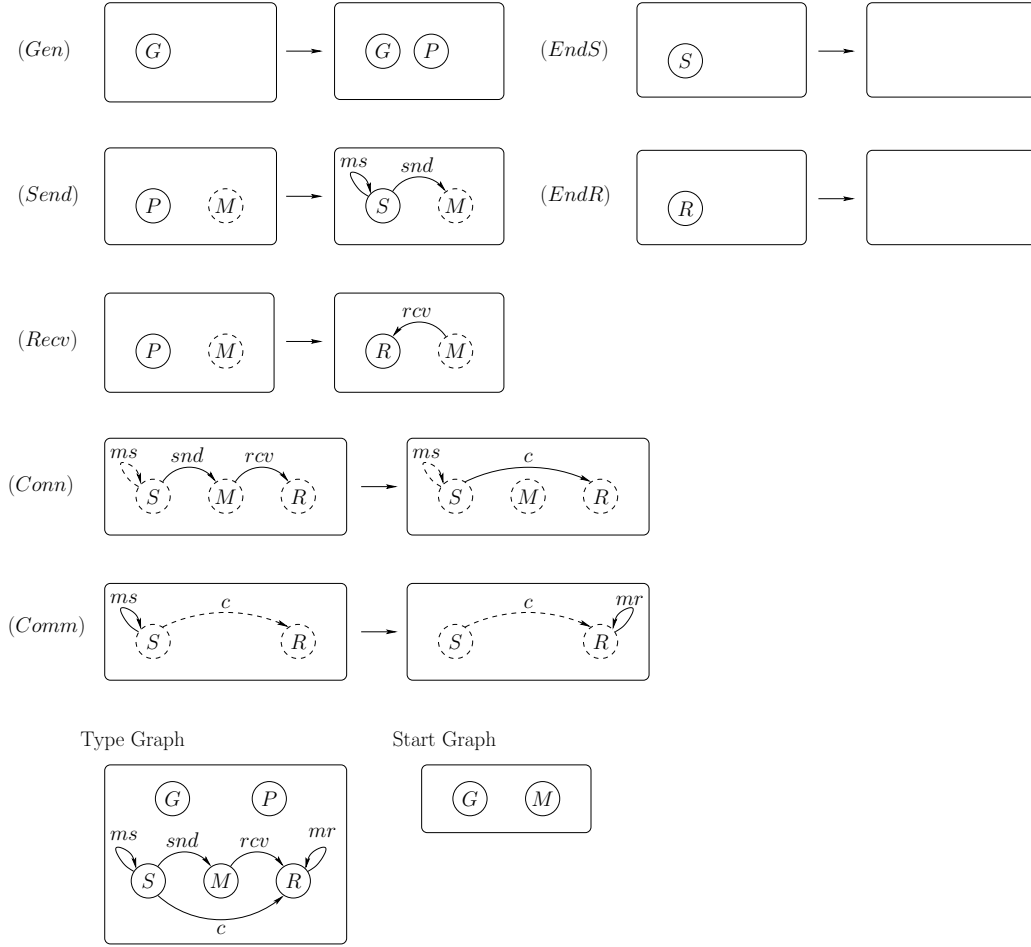 (Gen) G G P
(EndS) S
(Send) P M ms snd S M
(EndR) R
(Recv) P M rcv R M
(Conn) ms snd rcv S M R ms c S M R
(Comm) ms c S R c mr S R
Type Graph
G P
ms snd rcv mr
S M R
c
Start Graph
G M